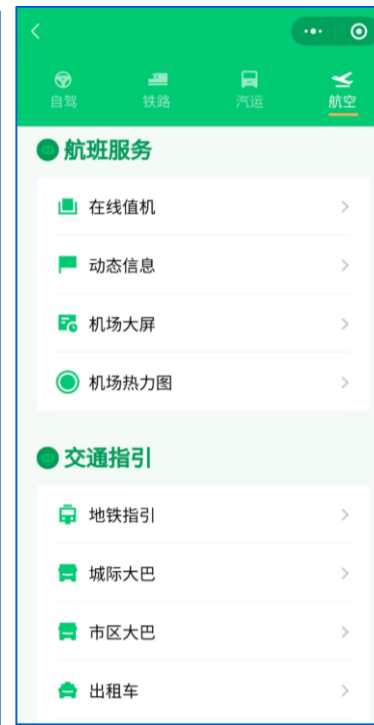 自驾 铁路 汽运 航空
航班服务
在线值机
动态信息
机场大屏
机场热力图
交通指引
地铁指引
城际大巴
市区大巴
出租车